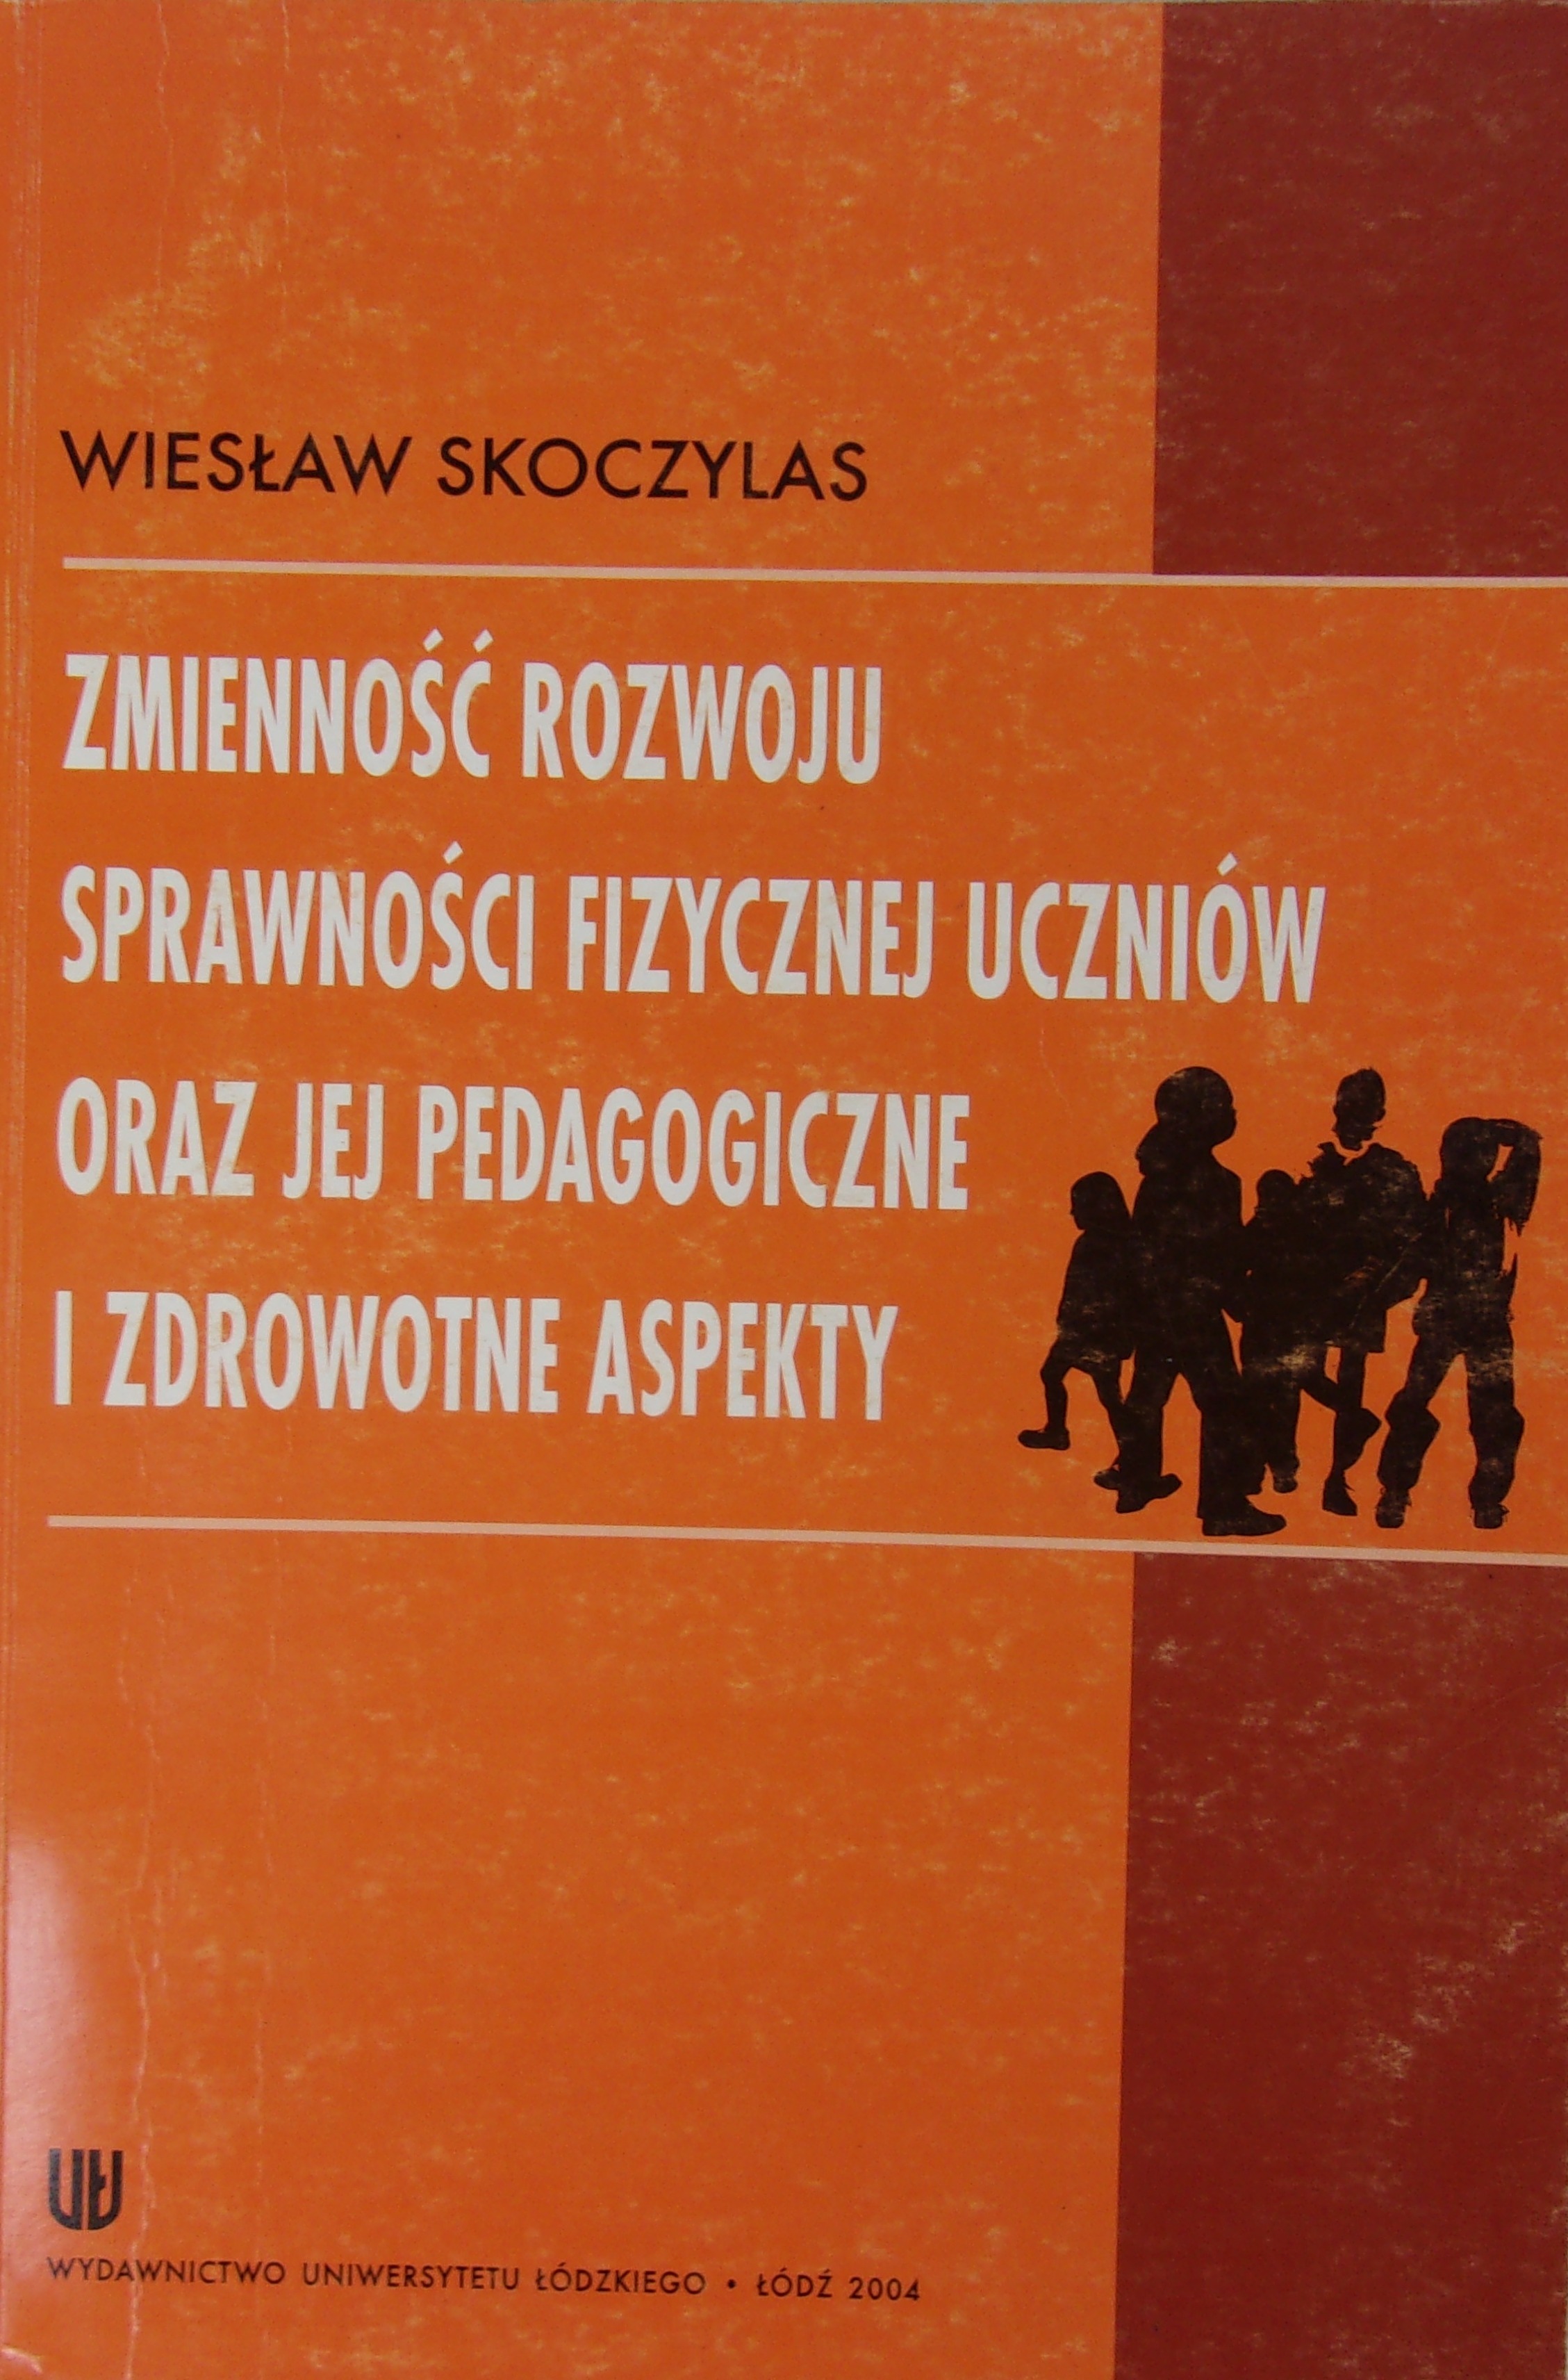 WIESŁAW SKOCZYLAS
ZMIENNOŚĆ ROZWOJU
SPRAWNOŚCI FIZYCZNEJ UCZNIÓW
ORAZ JEJ PEDAGOGICZNE
I ZDROWOTNE ASPEKTY
UŁ
WYDAWNICTWO UNIWERSYTETU ŁÓDZKIEGO • ŁÓDŹ 2004